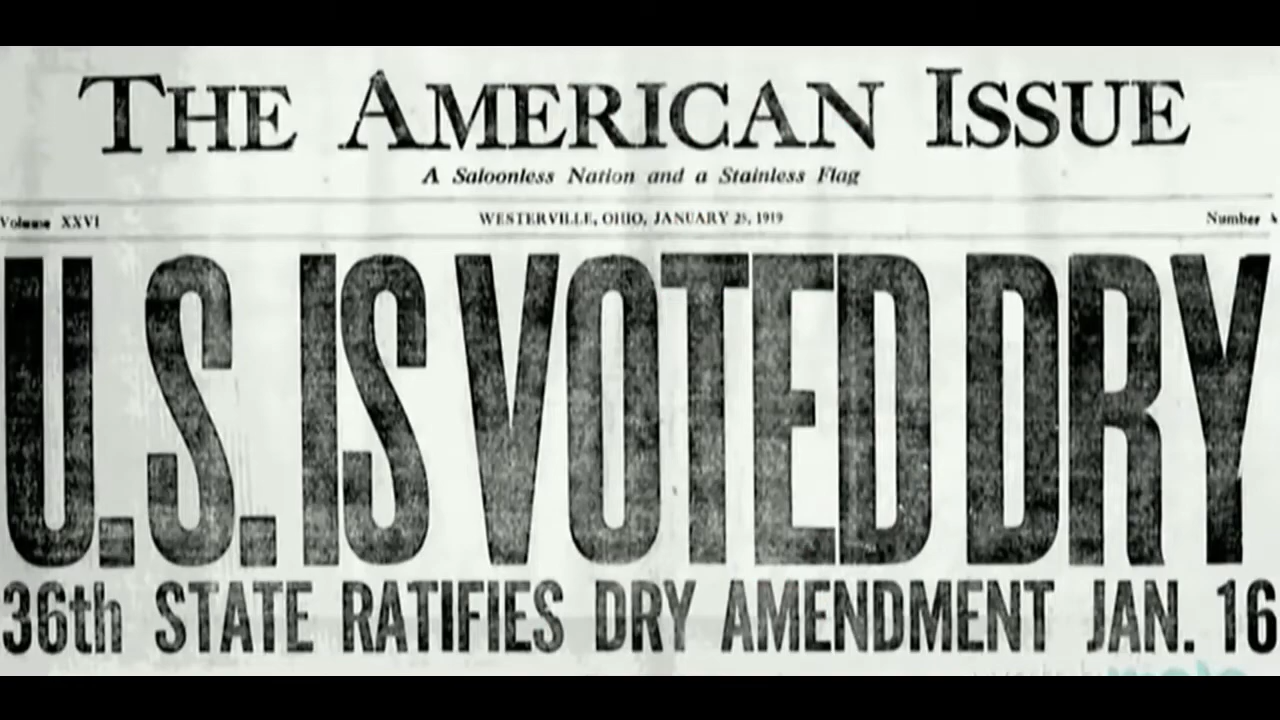 THE AMERICAN ISSUE
A Saloonless Nation and a Stainless Flag
Volume XXVI WESTERVILLE, OHIO, JANUARY 25, 1919 Number 4
U.S. IS VOTED DRY
36th STATE RATIFIES DRY AMENDMENT JAN. 16